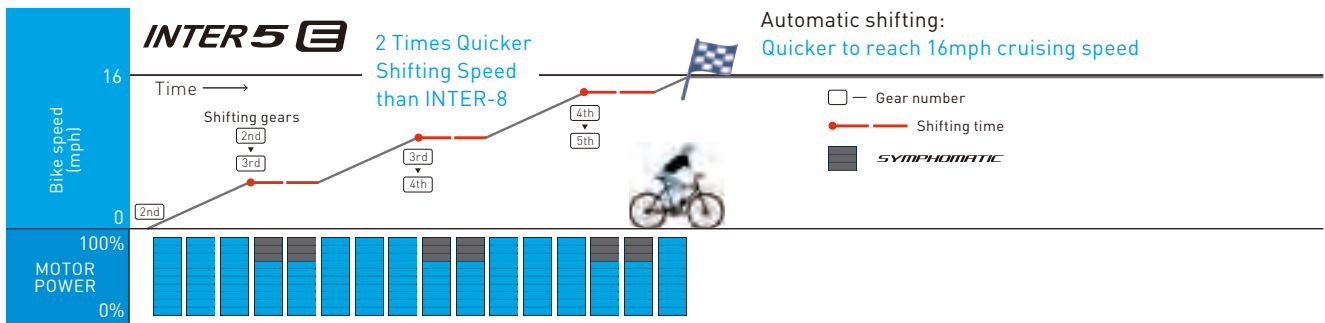 INTER 5 E
2 Times Quicker
Shifting Speed
than INTER-8
Automatic shifting:
Quicker to reach 16mph cruising speed
16
Time
Bike speed
(mph)
Shifting gears
2nd
3rd
3rd
4th
4th
5th
2nd
0
Gear number
Shifting time
SYMPHOMATIC
100%
MOTOR
POWER
0%